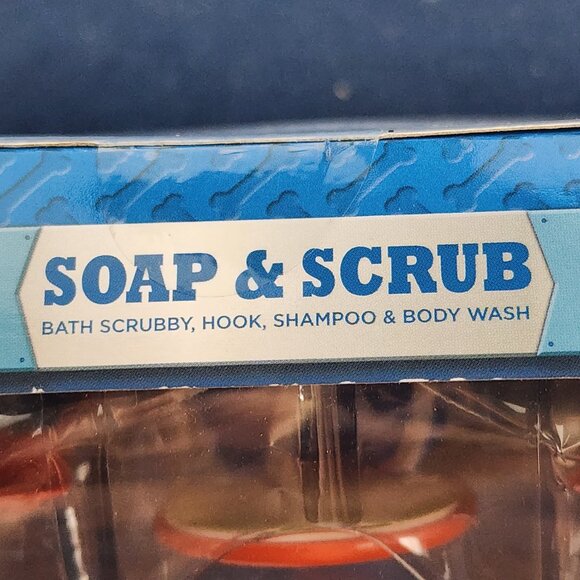 SOAP & SCRUB
BATH SCRUBBY, HOOK, SHAMPOO & BODY WASH